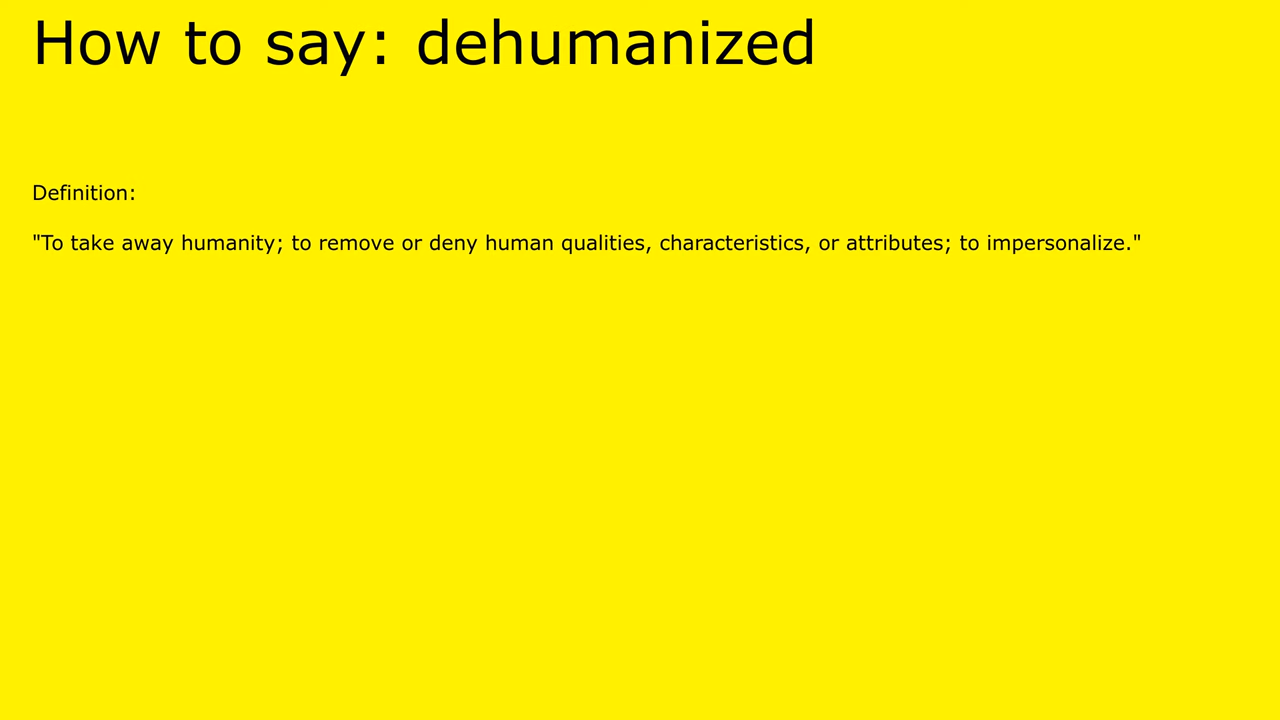 How to say: dehumanized
Definition:
"To take away humanity; to remove or deny human qualities, characteristics, or attributes; to impersonalize."